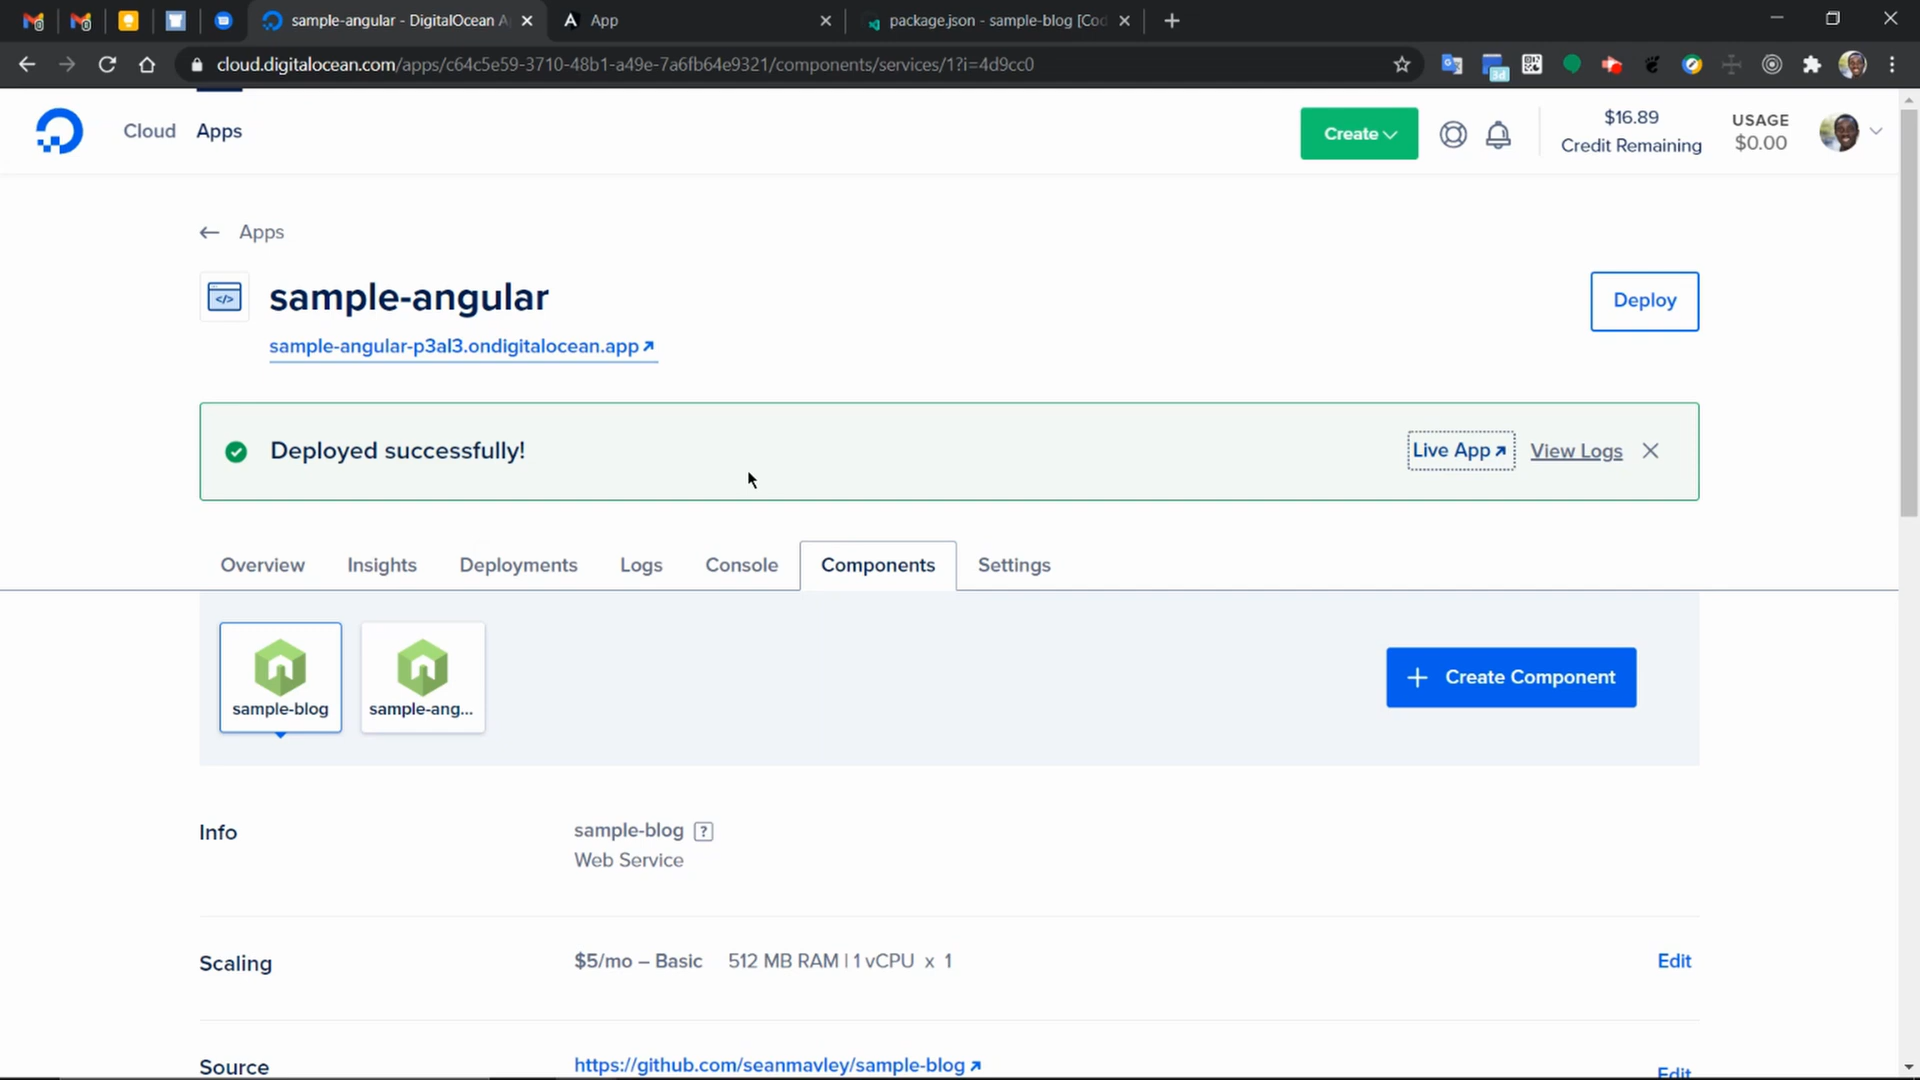 sample-angular - DigitalOcean A
App
package.json - sample-blog [Cod
cloud.digitalocean.com/apps/c64c5e59-3710-48b1-a49e-7a6fb64e9321/components/services/1?i=4d9cc0
3d
Cloud
Apps
Create
$16.89
Credit Remaining
USAGE
$0.00
← Apps
</>
sample-angular
Deploy
sample-angular-p3al3.ondigitalocean.app
Deployed successfully!
Live App
View Logs
Overview
Insights
Deployments
Logs
Console
Components
Settings
sample-blog
sample-ang...
+ Create Component
Info
sample-blog ?
Web Service
Scaling
$5/mo – Basic 512 MB RAM | 1 vCPU x 1
Edit
Source
https://github.com/seanmavley/sample-blog
Edit